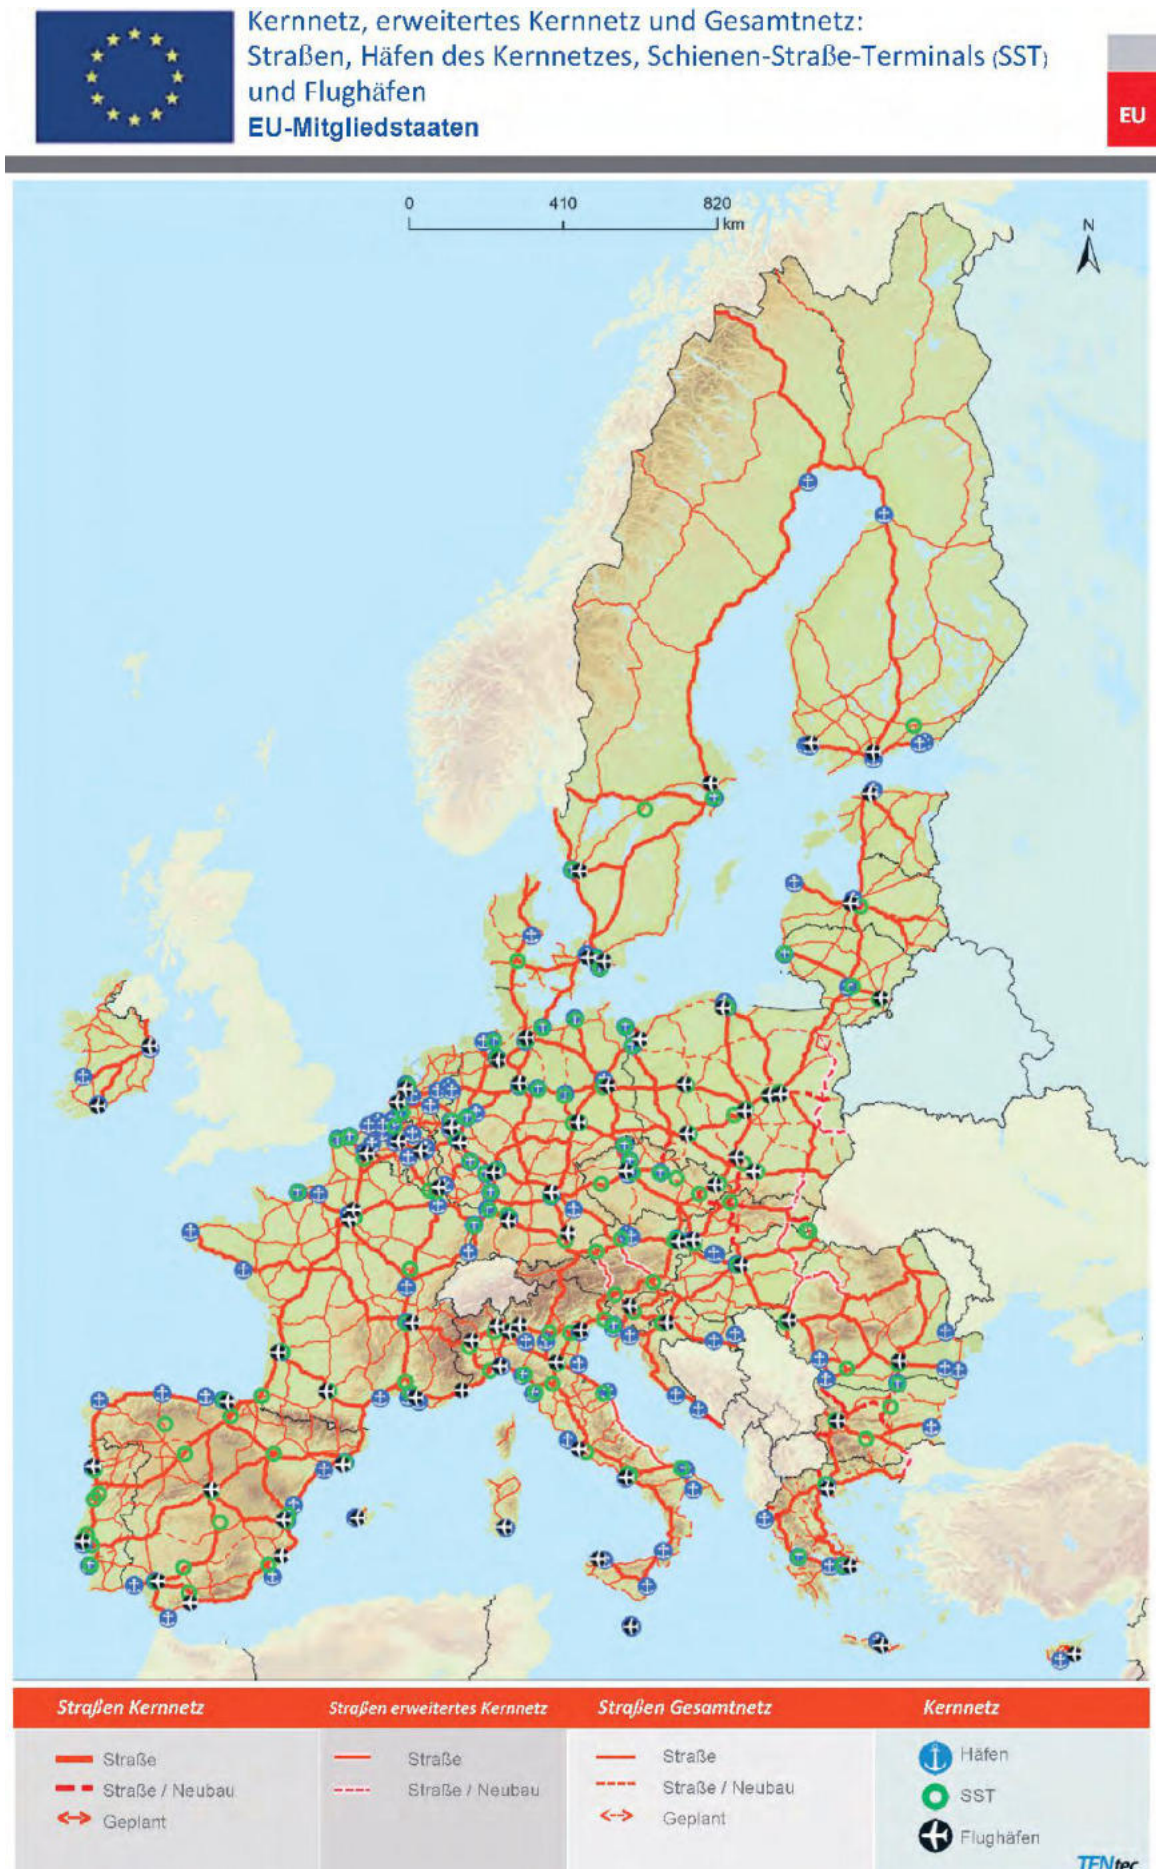 Kernnetz, erweitertes Kernnetz und Gesamtnetz:
Straßen, Häfen des Kernnetzes, Schienen-Straße-Terminals (SST)
und Flughäfen
EU-Mitgliedstaaten
EU
0 410 820
km
N
Straßen Kernnetz
Straße
Straße / Neubau
Geplant
Straßen erweitertes Kernnetz
Straße
Straße / Neubau
Straßen Gesamtnetz
Straße
Straße / Neubau
Geplant
Kernnetz
Häfen
SST
Flughäfen
TENtec